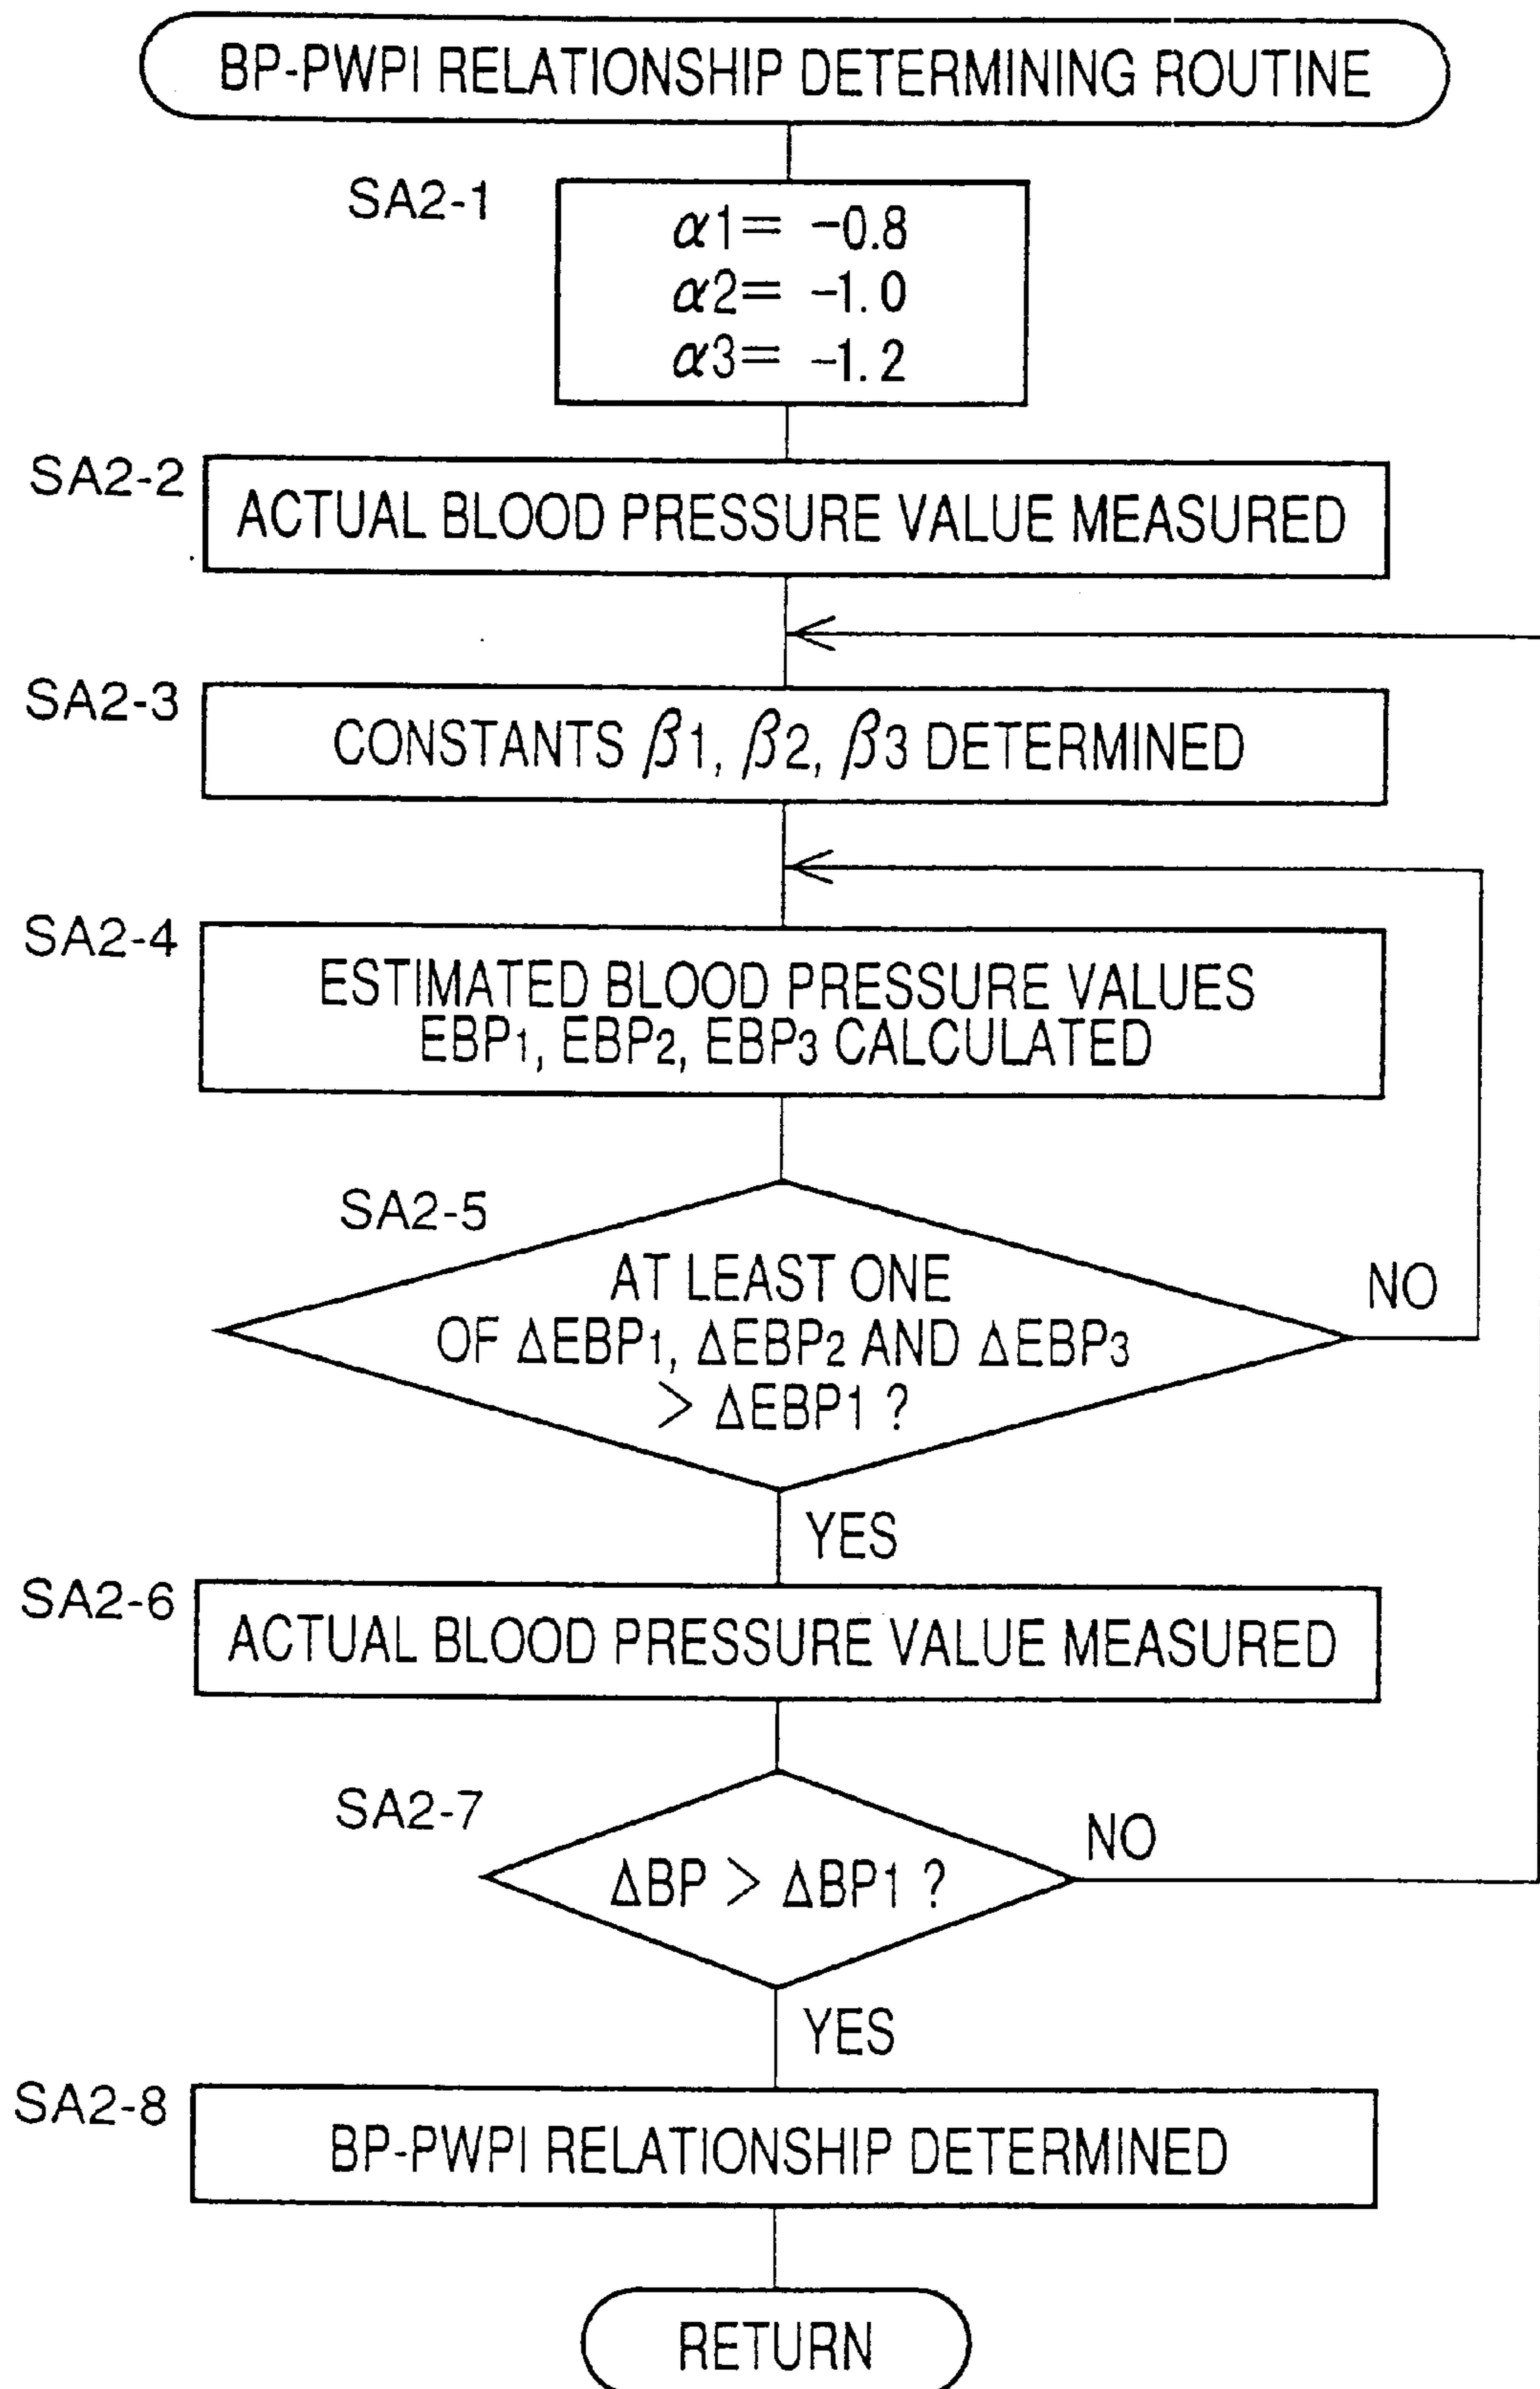 BP-PWPI RELATIONSHIP DETERMINING ROUTINE
SA2-1
α1= -0.8
α2= -1.0
α3= -1.2
SA2-2
ACTUAL BLOOD PRESSURE VALUE MEASURED
SA2-3
CONSTANTS β1, β2, β3 DETERMINED
SA2-4
ESTIMATED BLOOD PRESSURE VALUES
EBP1, EBP2, EBP3 CALCULATED
SA2-5
AT LEAST ONE
OF ΔEBP1, ΔEBP2 AND ΔEBP3
> ΔEBP1 ?
NO
YES
SA2-6
ACTUAL BLOOD PRESSURE VALUE MEASURED
SA2-7
ΔBP > ΔBP1 ?
NO
YES
SA2-8
BP-PWPI RELATIONSHIP DETERMINED
RETURN